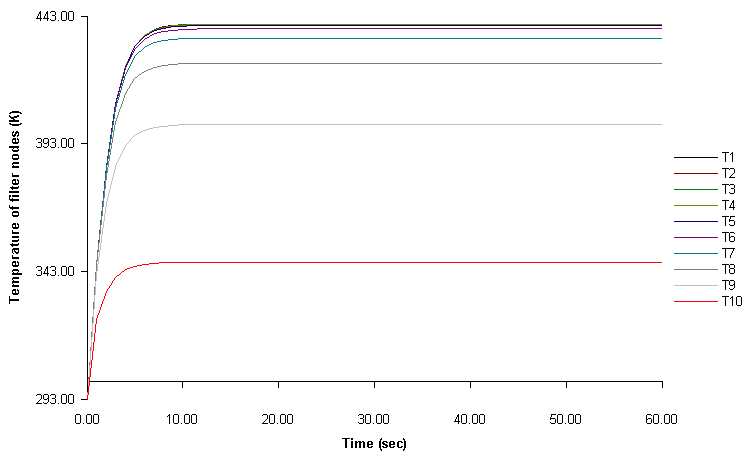 443.00
393.00
343.00
293.00
Temperature of filter nodes (K)
0.00 10.00 20.00 30.00 40.00 50.00 60.00
Time (sec)
T1
T2
T3
T4
T5
T6
T7
T8
T9
T10